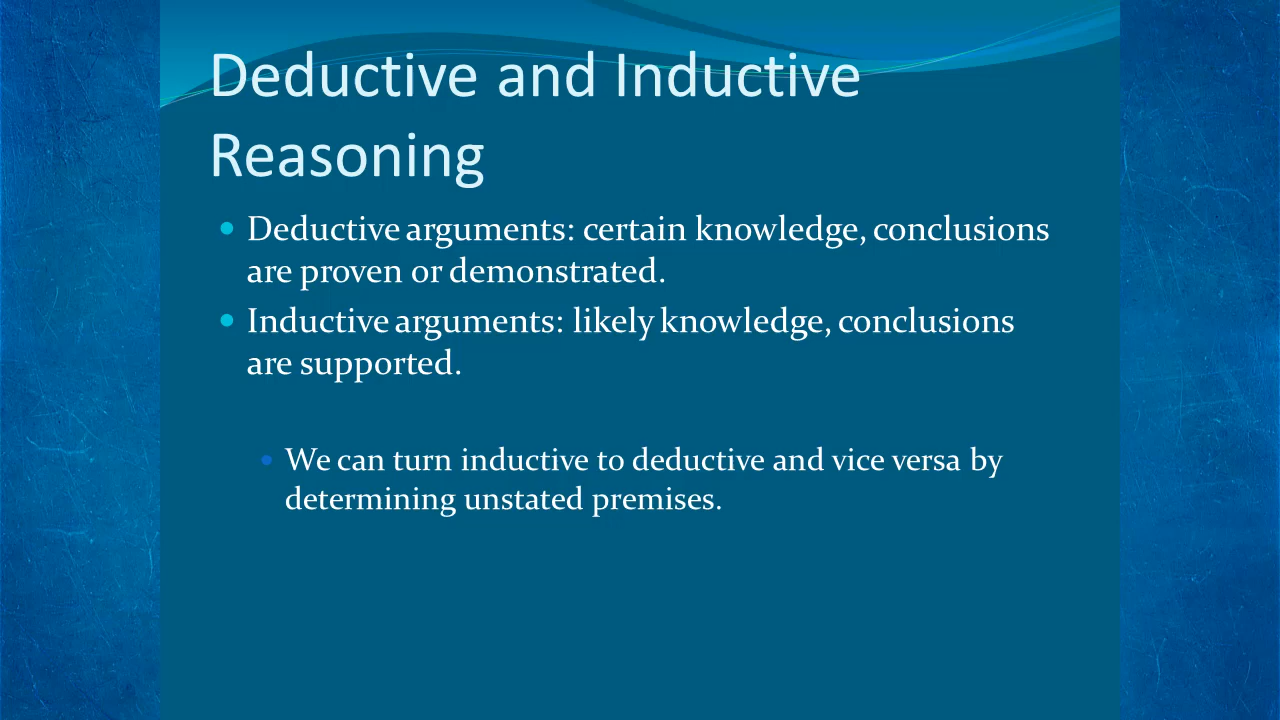 Deductive and Inductive
Reasoning
Deductive arguments: certain knowledge, conclusions
are proven or demonstrated.
Inductive arguments: likely knowledge, conclusions
are supported.
We can turn inductive to deductive and vice versa by
determining unstated premises.